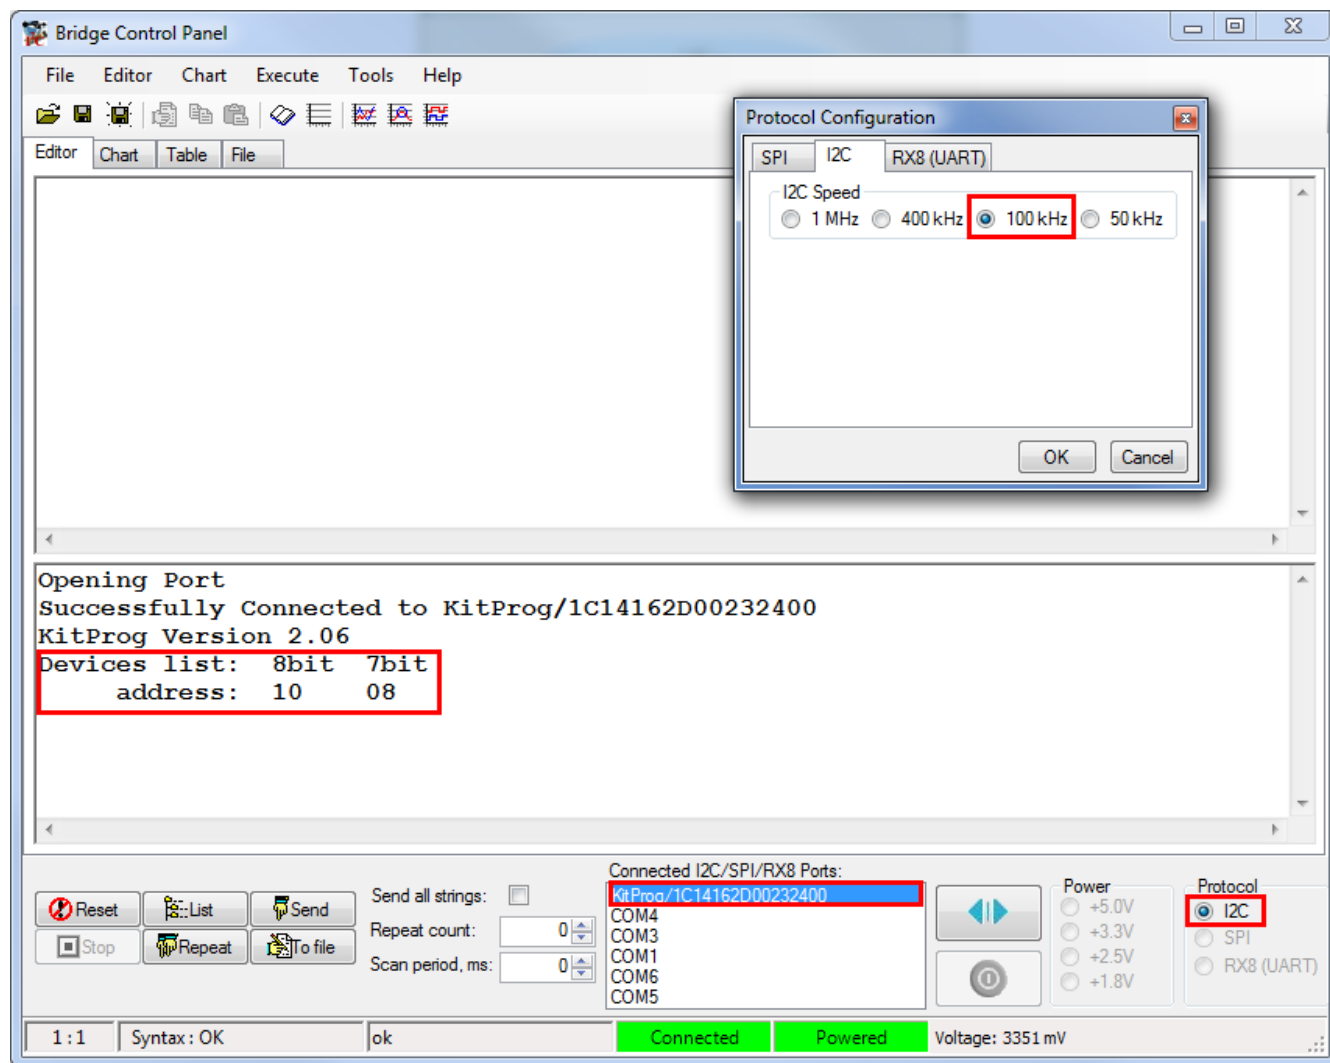 Bridge Control Panel
File Editor Chart Execute Tools Help
Editor Chart Table File
Protocol Configuration
SPI I2C RX8 (UART)
I2C Speed
1 MHz 400 kHz 100 kHz 50 kHz
OK Cancel
Opening Port
Successfully Connected to KitProg/1C14162D00232400
KitProg Version 2.06
Devices list: 8bit 7bit
address: 10 08
Reset List Send
Stop Repeat To file
Send all strings:
Repeat count: 0
Scan period, ms: 0
Connected I2C/SPI/RX8 Ports:
KitProg/1C14162D00232400
COM4
COM3
COM1
COM6
COM5
Power
+5.0V
+3.3V
+2.5V
+1.8V
Protocol
I2C
SPI
RX8 (UART)
1:1 Syntax : OK ok Connected Powered Voltage: 3351 mV